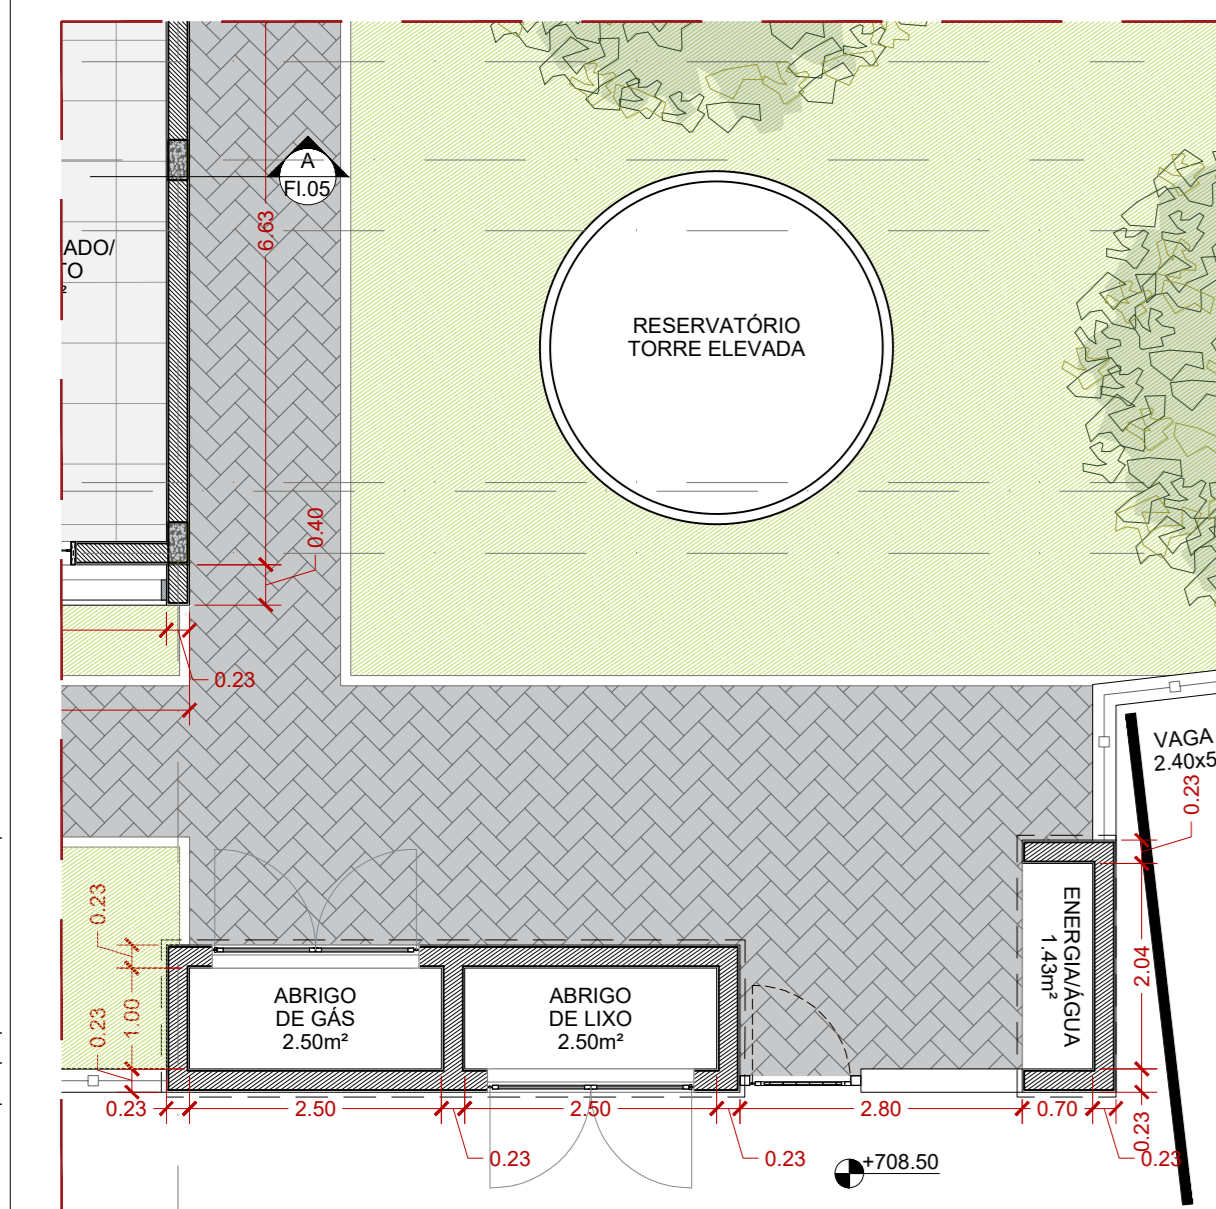 A
FI.05
6.63
ADO/
TO
²
RESERVATÓRIO
TORRE ELEVADA
0.40
0.23
VAGA
2.40x5
0.23
0.23
ENERGIA/ÁGUA
1.43m²
2.04
ABRIGO
DE GÁS
2.50m²
ABRIGO
DE LIXO
2.50m²
1.00
0.23
0.23
2.50
2.50
2.80
0.70
0.23
0.23
0.23
0.23
+708.50